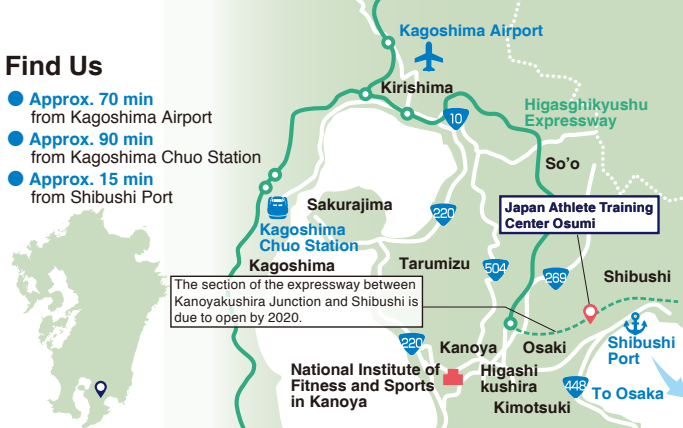 Find Us
Approx. 70 min
from Kagoshima Airport
Approx. 90 min
from Kagoshima Chuo Station
Approx. 15 min
from Shibushi Port
Kagoshima Airport
Kirishima
10
Higasghikyushu
Expressway
So'o
Japan Athlete Training
Center Osumi
Sakurajima
220
Kagoshima
Chuo Station
Kagoshima
Tarumizu
504
269
Shibushi
The section of the expressway between
Kanoyakushira Junction and Shibushi is
due to open by 2020.
220
Kanoya
Osaki
Shibushi
Port
National Institute of
Fitness and Sports
in Kanoya
Higashi
kushira
448
To Osaka
Kimotsuki